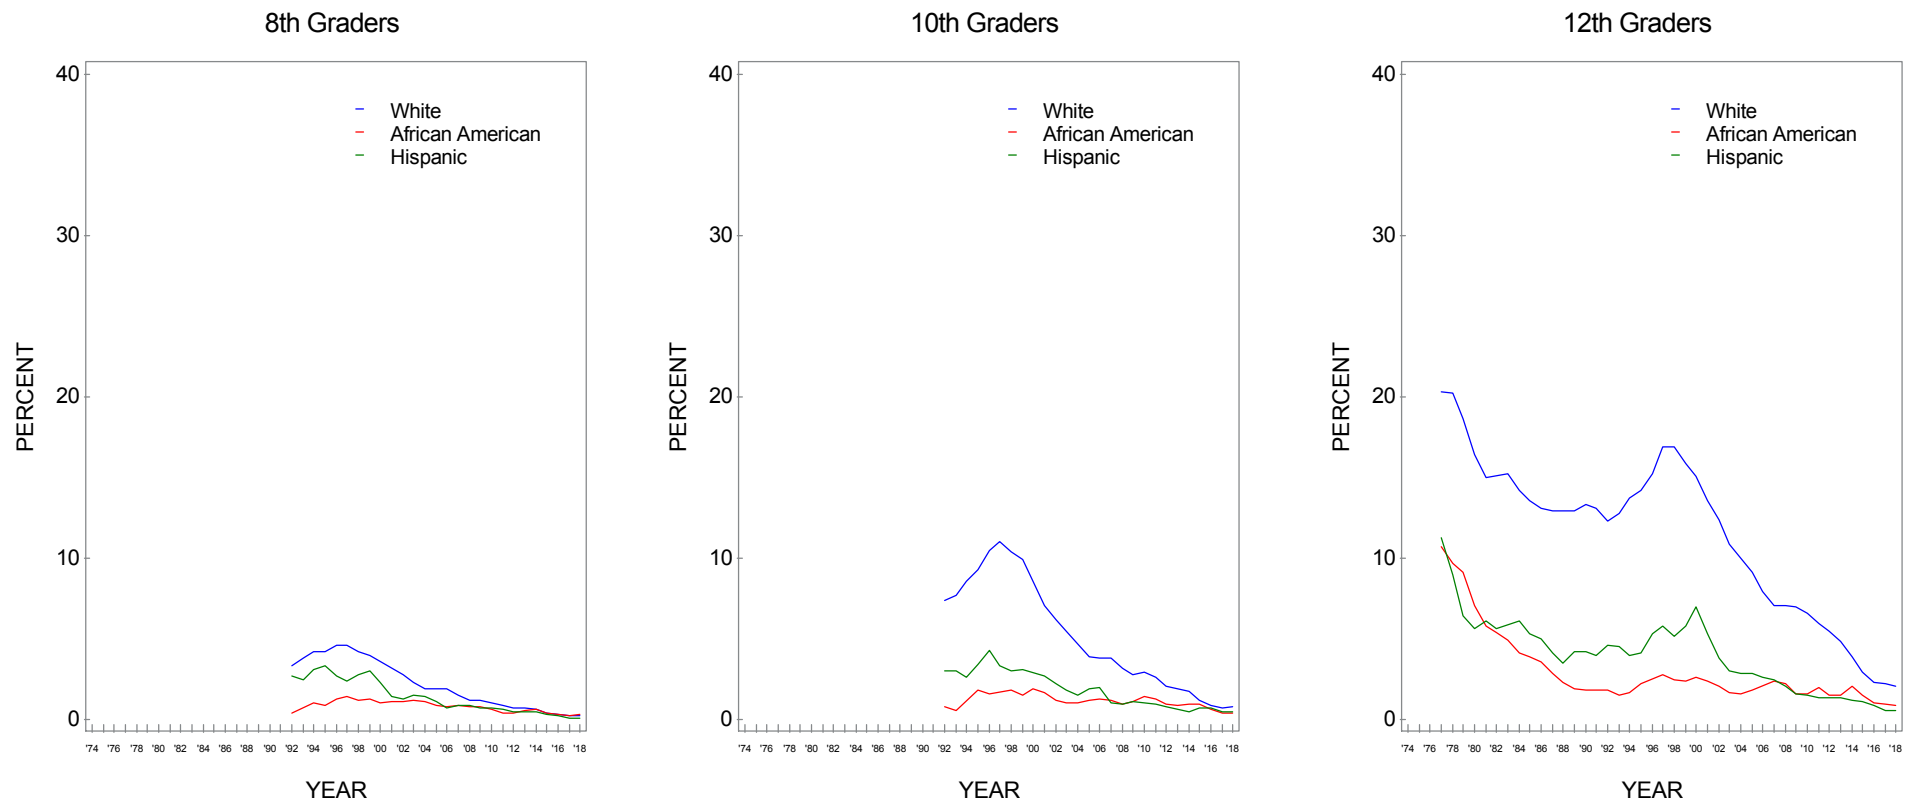 8th Graders
40
30
20
10
0
PERCENT
White
African American
Hispanic
'74 '76 '78 '80 '82 '84 '86 '88 '90 '92 '94 '96 '98 '00 '02 '04 '06 '08 '10 '12 '14 '16 '18
YEAR
10th Graders
40
30
20
10
0
PERCENT
White
African American
Hispanic
'74 '76 '78 '80 '82 '84 '86 '88 '90 '92 '94 '96 '98 '00 '02 '04 '06 '08 '10 '12 '14 '16 '18
YEAR
12th Graders
40
30
20
10
0
PERCENT
White
African American
Hispanic
'74 '76 '78 '80 '82 '84 '86 '88 '90 '92 '94 '96 '98 '00 '02 '04 '06 '08 '10 '12 '14 '16 '18
YEAR